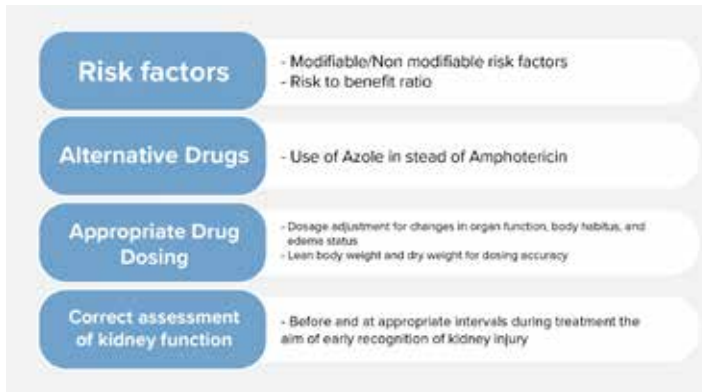 Risk factors
- Modifiable/Non modifiable risk factors
- Risk to benefit ratio
Alternative Drugs
- Use of Azole in stead of Amphotericin
Appropriate Drug
Dosing
- Dosage adjustment for changes in organ function, body habitus, and
edema status
- Lean body weight and dry weight for dosing accuracy
Correct assessment
of kidney function
- Before and at appropriate intervals during treatment the
aim of early recognition of kidney injury